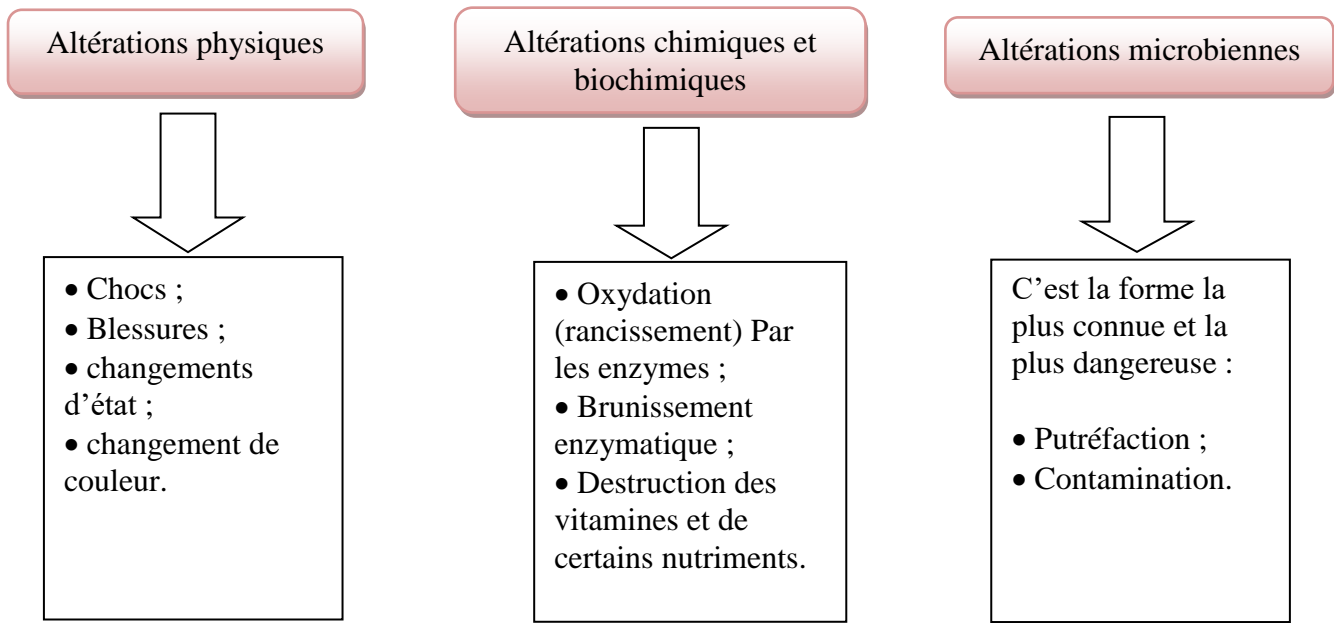 Altérations physiques
Altérations chimiques et
biochimiques
Altérations microbiennes
• Chocs ;
• Blessures ;
• changements
d’état ;
• changement de
couleur.
• Oxydation
(rancissement) Par
les enzymes ;
• Brunissement
enzymatique ;
• Destruction des
vitamines et de
certains nutriments.
C’est la forme la
plus connue et la
plus dangereuse :
• Putréfaction ;
• Contamination.